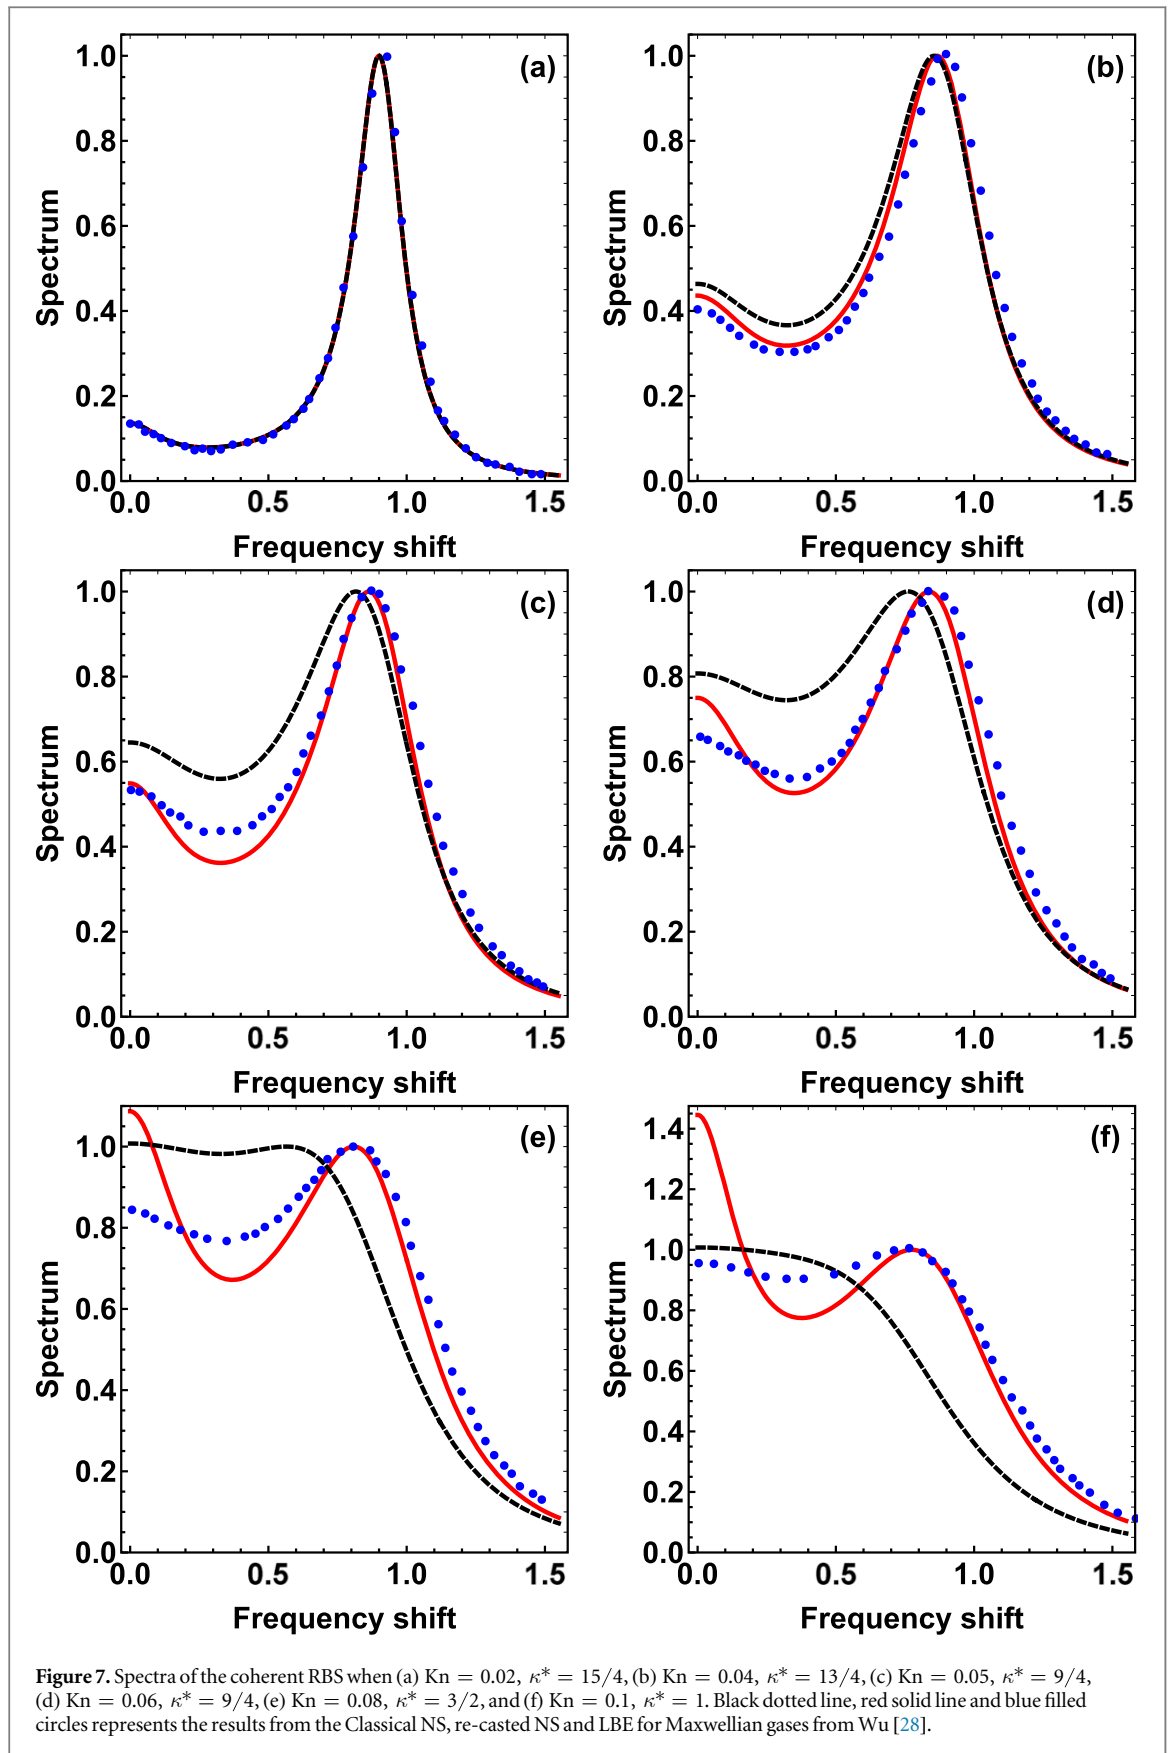 (a)
Spectrum
1.0
0.8
0.6
0.4
0.2
0.0
0.0 0.5 1.0 1.5
Frequency shift
(b)
Spectrum
1.0
0.8
0.6
0.4
0.2
0.0
0.0 0.5 1.0 1.5
Frequency shift
(c)
Spectrum
1.0
0.8
0.6
0.4
0.2
0.0
0.0 0.5 1.0 1.5
Frequency shift
(d)
Spectrum
1.0
0.8
0.6
0.4
0.2
0.0
0.0 0.5 1.0 1.5
Frequency shift
(e)
Spectrum
1.0
0.8
0.6
0.4
0.2
0.0
0.0 0.5 1.0 1.5
Frequency shift
(f)
Spectrum
1.4
1.2
1.0
0.8
0.6
0.4
0.2
0.0
0.0 0.5 1.0 1.5
Frequency shift
Figure 7. Spectra of the coherent RBS when (a) Kn = 0.02, κ* = 15/4, (b) Kn = 0.04, κ* = 13/4, (c) Kn = 0.05, κ* = 9/4,
(d) Kn = 0.06, κ* = 9/4, (e) Kn = 0.08, κ* = 3/2, and (f) Kn = 0.1, κ* = 1. Black dotted line, red solid line and blue filled
circles represents the results from the Classical NS, re-casted NS and LBE for Maxwellian gases from Wu [28].